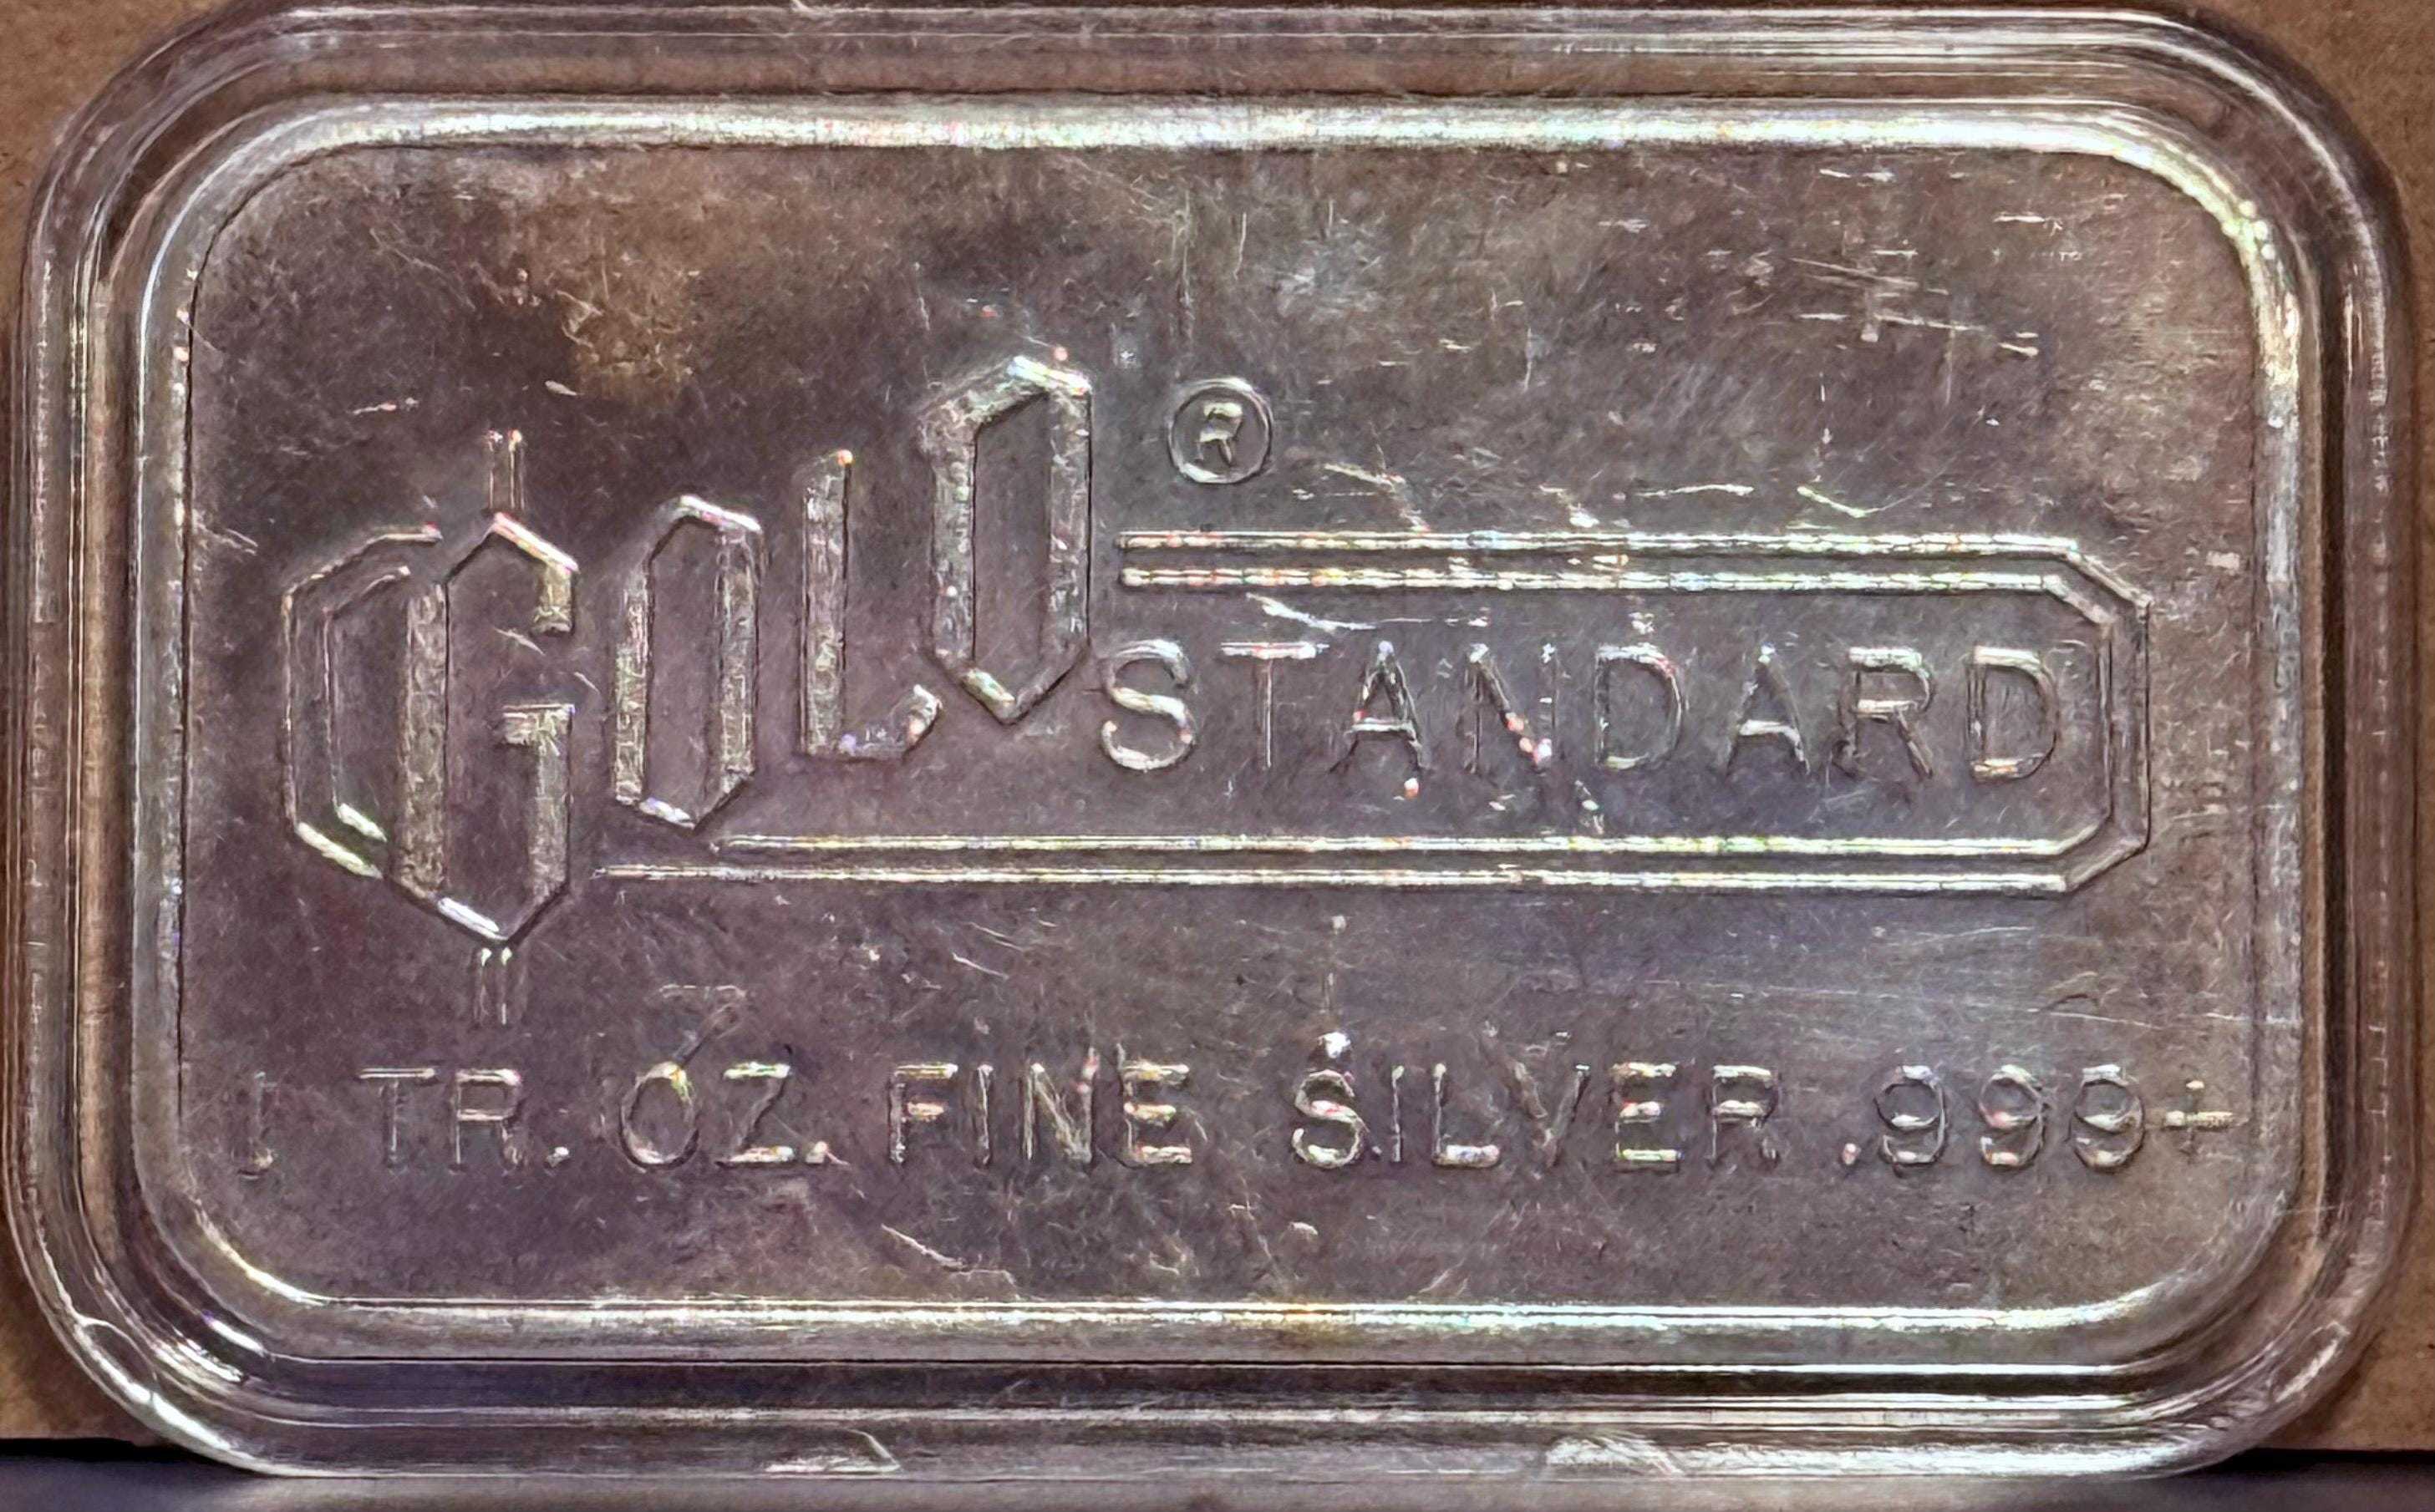 GOLD®
STANDARD
1 TR. OZ. FINE SILVER .999+